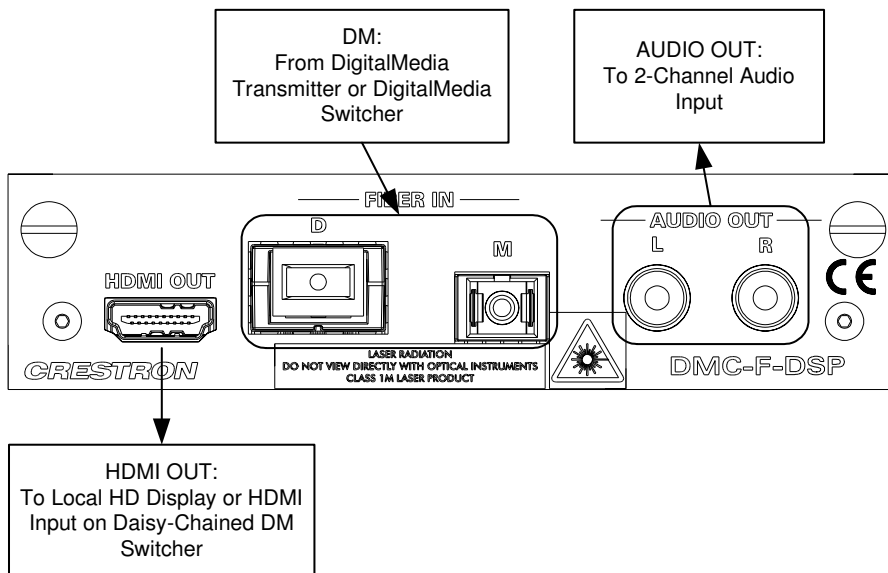 DM:
From DigitalMedia
Transmitter or DigitalMedia
Switcher
AUDIO OUT:
To 2-Channel Audio
Input
FIBER IN
D
M
AUDIO OUT
L
R
HDMI OUT
CE
CRESTRON
LASER RADIATION
DO NOT VIEW DIRECTLY WITH OPTICAL INSTRUMENTS
CLASS 1M LASER PRODUCT
DMC-F-DSP
HDMI OUT:
To Local HD Display or HDMI
Input on Daisy-Chained DM
Switcher